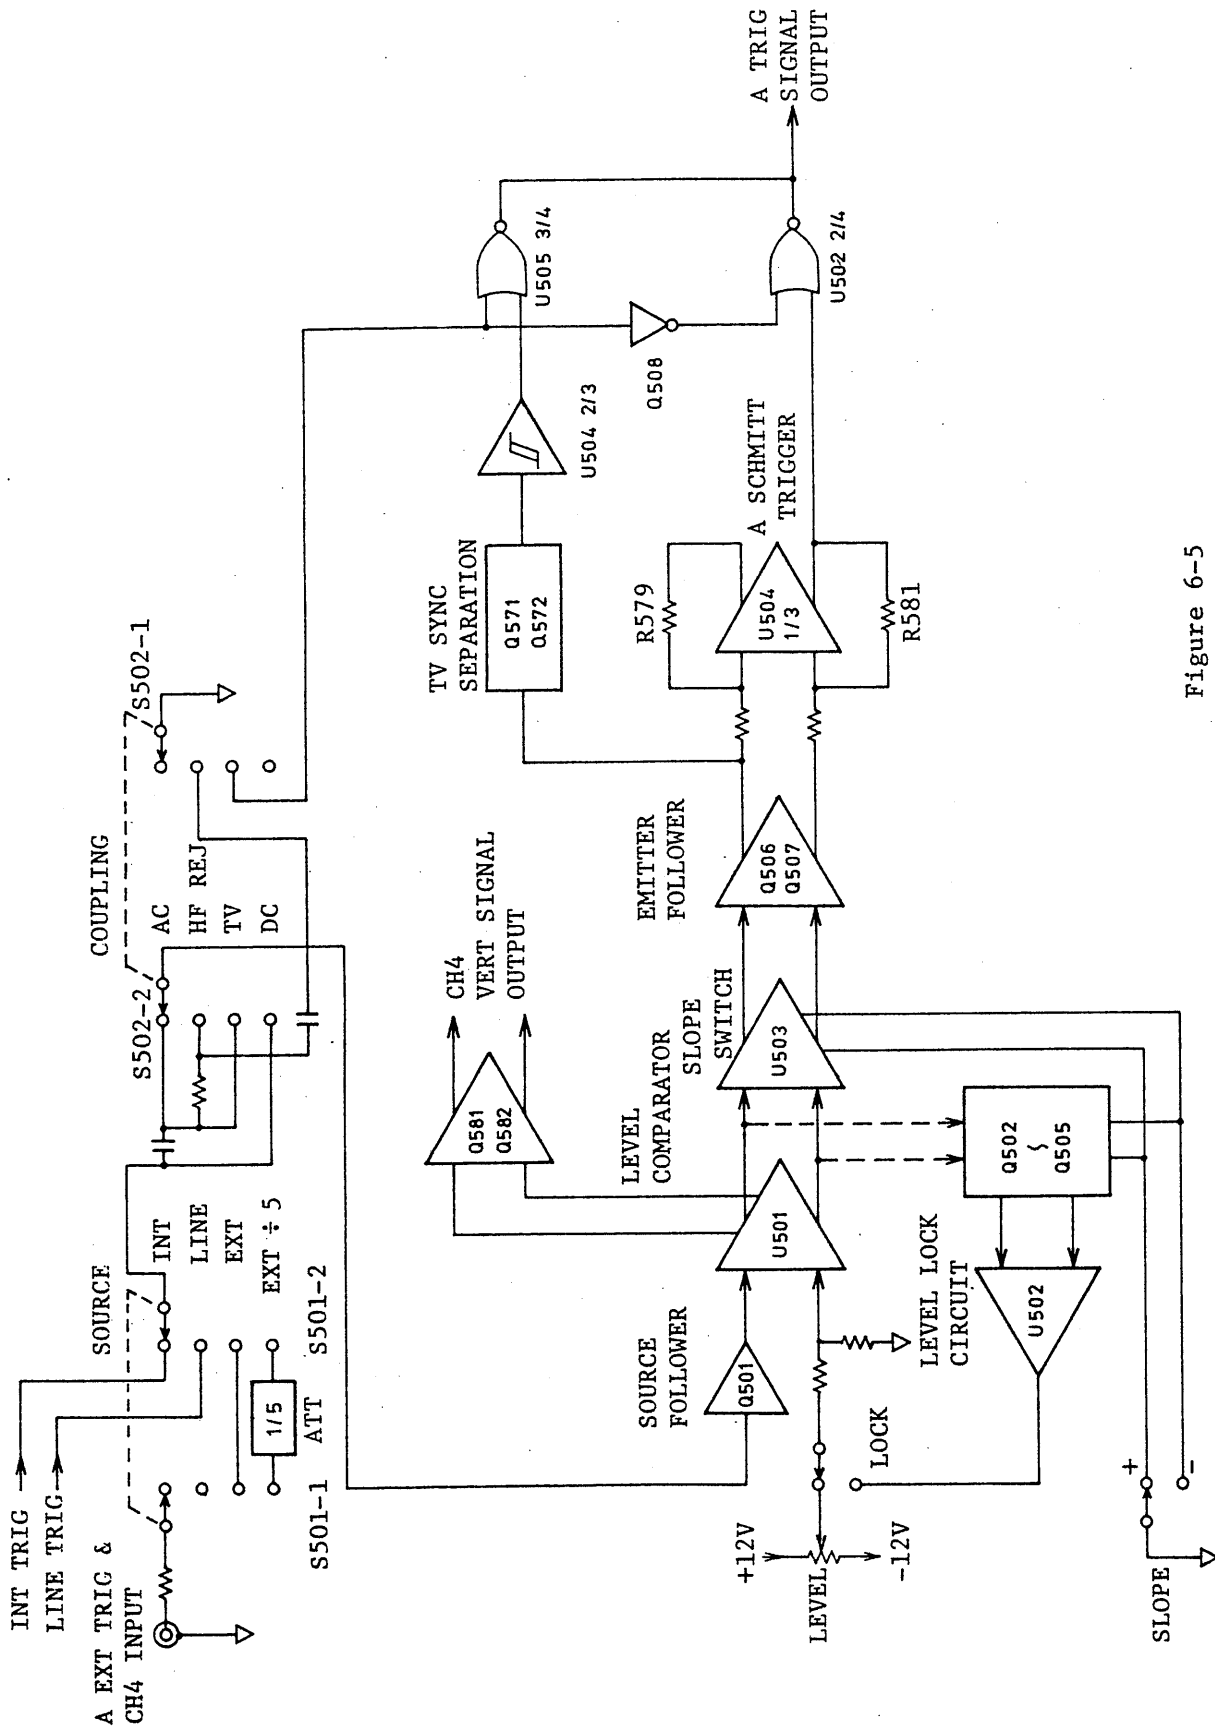 INT TRIG
LINE TRIG
A EXT TRIG &
CH4 INPUT
S501-1
1/5
ATT
SOURCE
INT
LINE
EXT
EXT ÷ 5
S501-2
COUPLING
S502-2
AC
HF REJ
TV
DC
S502-1
CH4
VERT SIGNAL
OUTPUT
Q581
Q582
TV SYNC
SEPARATION
Q571
Q572
U504 2/3
U505 3/4
Q508
U502 2/4
A TRIG
SIGNAL
OUTPUT
SOURCE
FOLLOWER
Q501
LEVEL
COMPARATOR
U501
SLOPE
SWITCH
U503
EMITTER
FOLLOWER
Q506
Q507
R579
U504
1/3
R581
A SCHMITT
TRIGGER
+12V
LEVEL
-12V
LOCK
LEVEL LOCK
CIRCUIT
U502
Q502
~
Q505
SLOPE
+
-
Figure 6-5